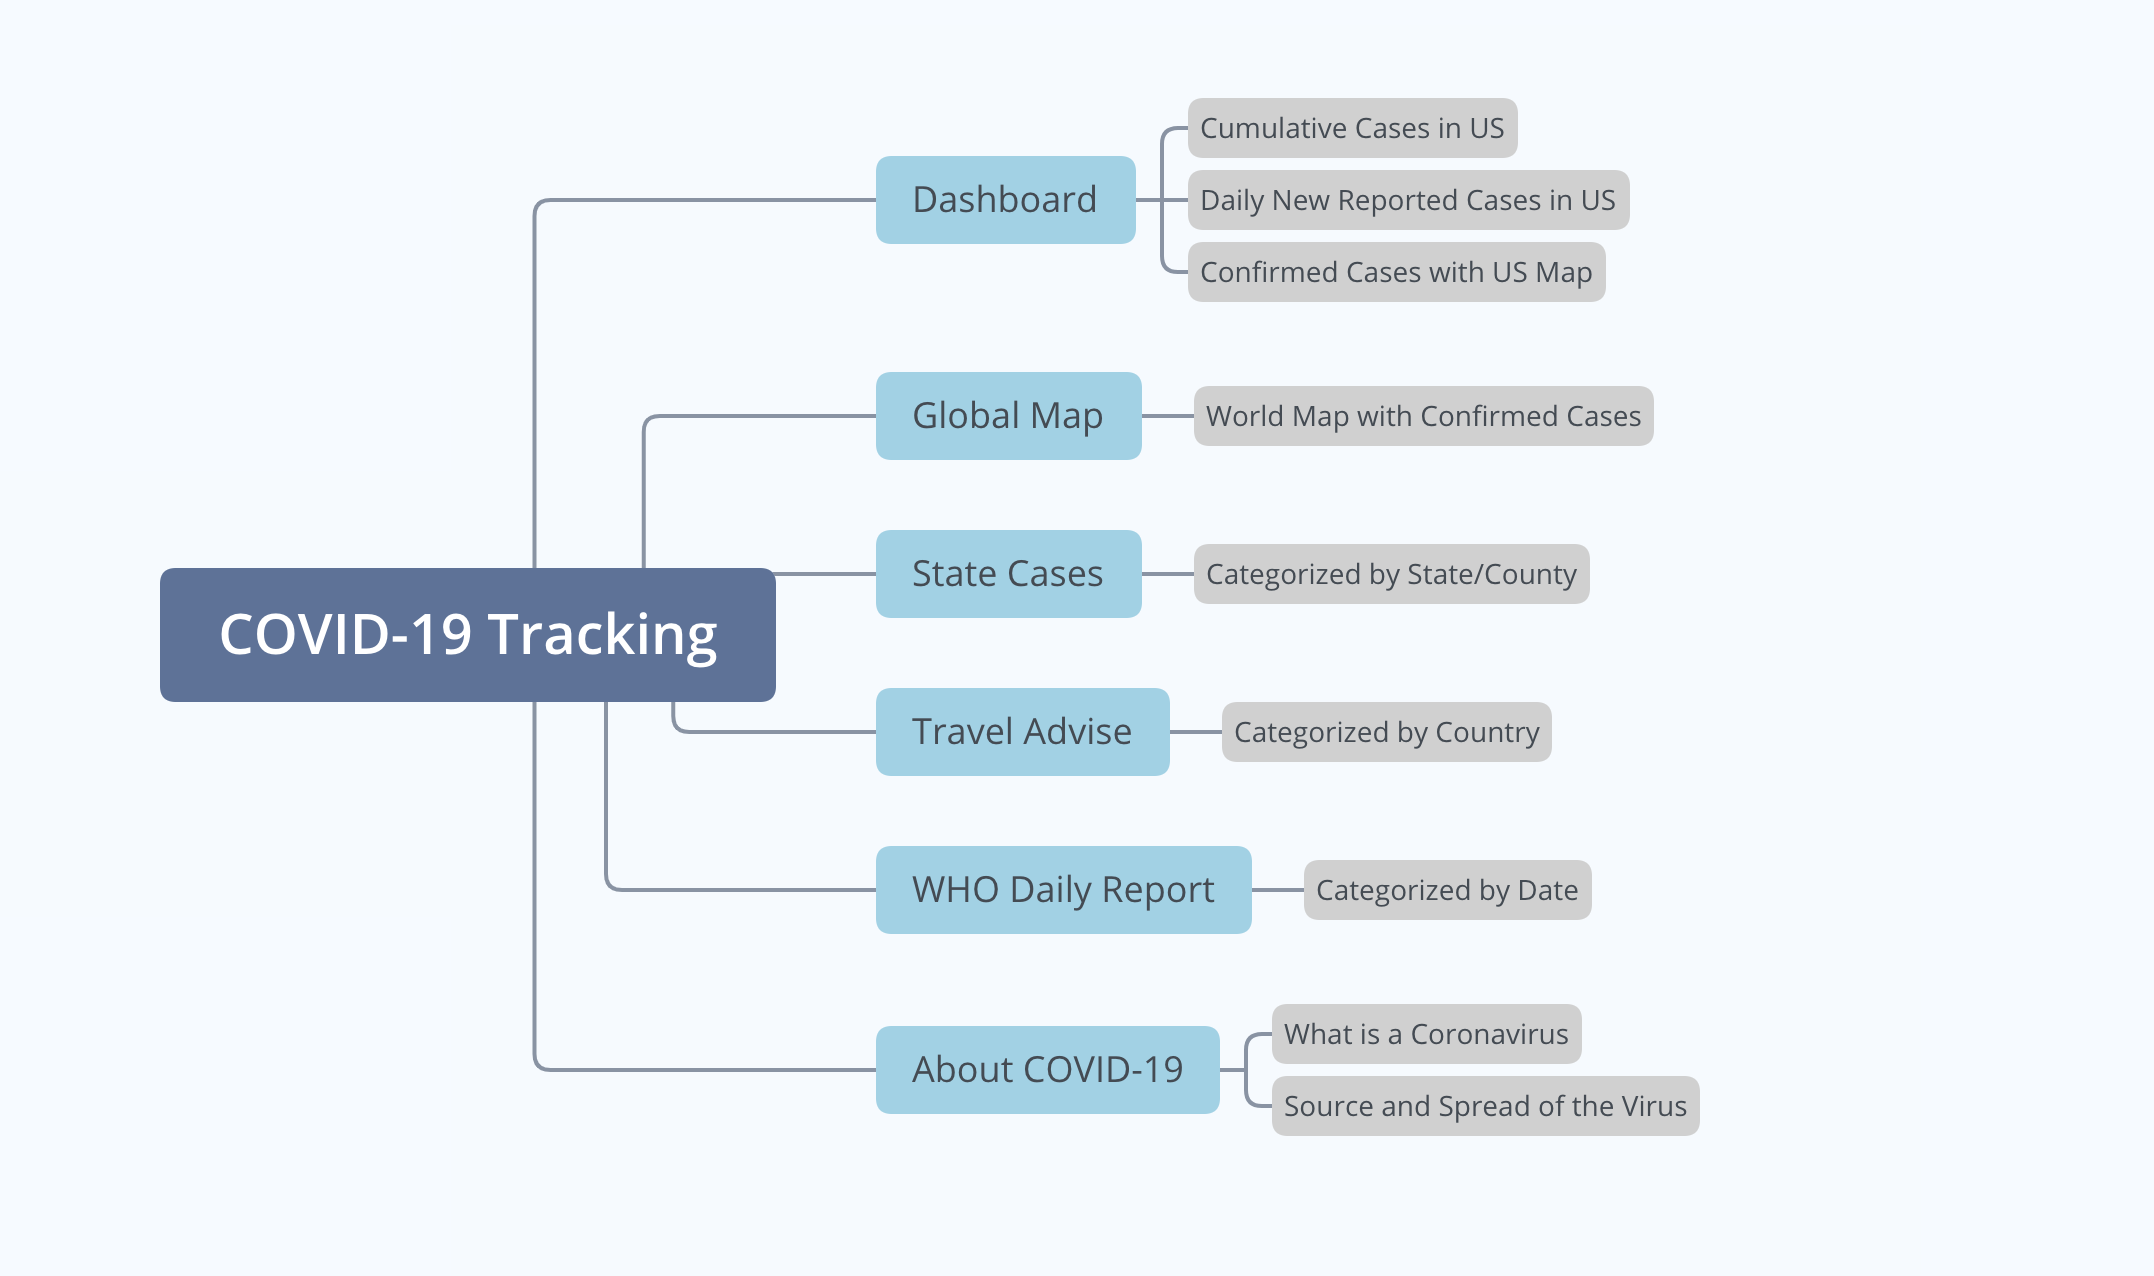 COVID-19 Tracking
Dashboard
Cumulative Cases in US
Daily New Reported Cases in US
Confirmed Cases with US Map
Global Map
World Map with Confirmed Cases
State Cases
Categorized by State/County
Travel Advise
Categorized by Country
WHO Daily Report
Categorized by Date
About COVID-19
What is a Coronavirus
Source and Spread of the Virus